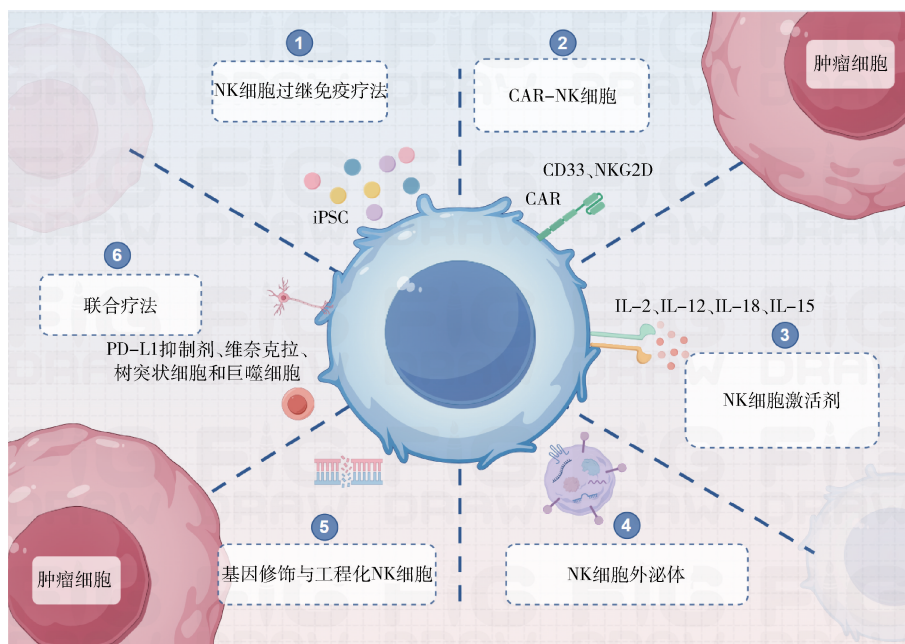 1
NK细胞过继免疫疗法
2
CAR-NK细胞
肿瘤细胞
CD33、NKG2D
CAR
iPSC
6
联合疗法
PD-L1抑制剂、维奈克拉、
树突状细胞和巨噬细胞
IL-2、IL-12、IL-18、IL-15
3
NK细胞激活剂
5
基因修饰与工程化NK细胞
4
NK细胞外泌体
肿瘤细胞